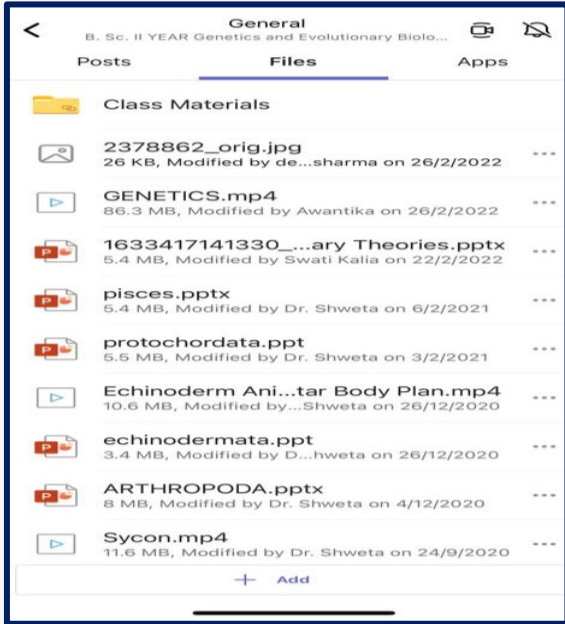 General
B. Sc. II YEAR Genetics and Evolutionary Biolo...
Posts Files Apps
Class Materials
2378862_orig.jpg
26 KB, Modified by de...sharma on 26/2/2022
GENETICS.mp4
86.3 MB, Modified by Awantika on 26/2/2022
1633417141330_...ary Theories.pptx
5.4 MB, Modified by Swati Kalia on 22/2/2022
pisces.pptx
5.4 MB, Modified by Dr. Shweta on 6/2/2021
protochordata.ppt
5.5 MB, Modified by Dr. Shweta on 3/2/2021
Echinoderm Ani...tar Body Plan.mp4
10.6 MB, Modified by...Shweta on 26/12/2020
echinodermata.ppt
3.4 MB, Modified by D...hweta on 26/12/2020
ARTHROPODA.pptx
8 MB, Modified by Dr. Shweta on 4/12/2020
Sycon.mp4
11.6 MB, Modified by Dr. Shweta on 24/9/2020
+ Add